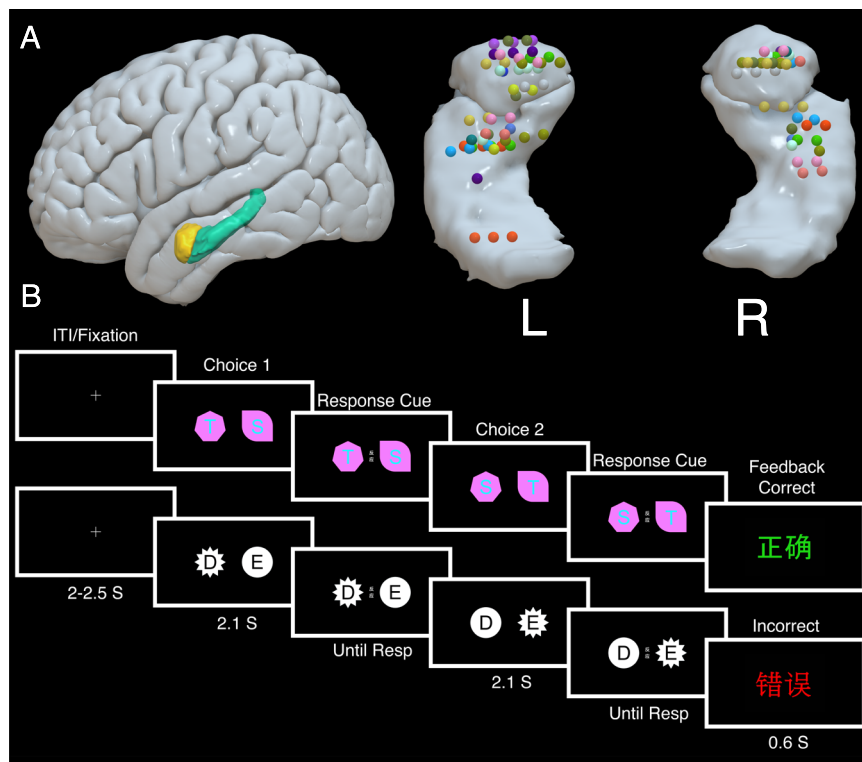 A
L
R
B
ITI/Fixation
Choice 1
Response Cue
Choice 2
Response Cue
Feedback
Correct
T S
T S
S T
S T
正确
D E
D E
D E
D E
2-2.5 S
2.1 S
Until Resp
2.1 S
Until Resp
Incorrect
错误
0.6 S